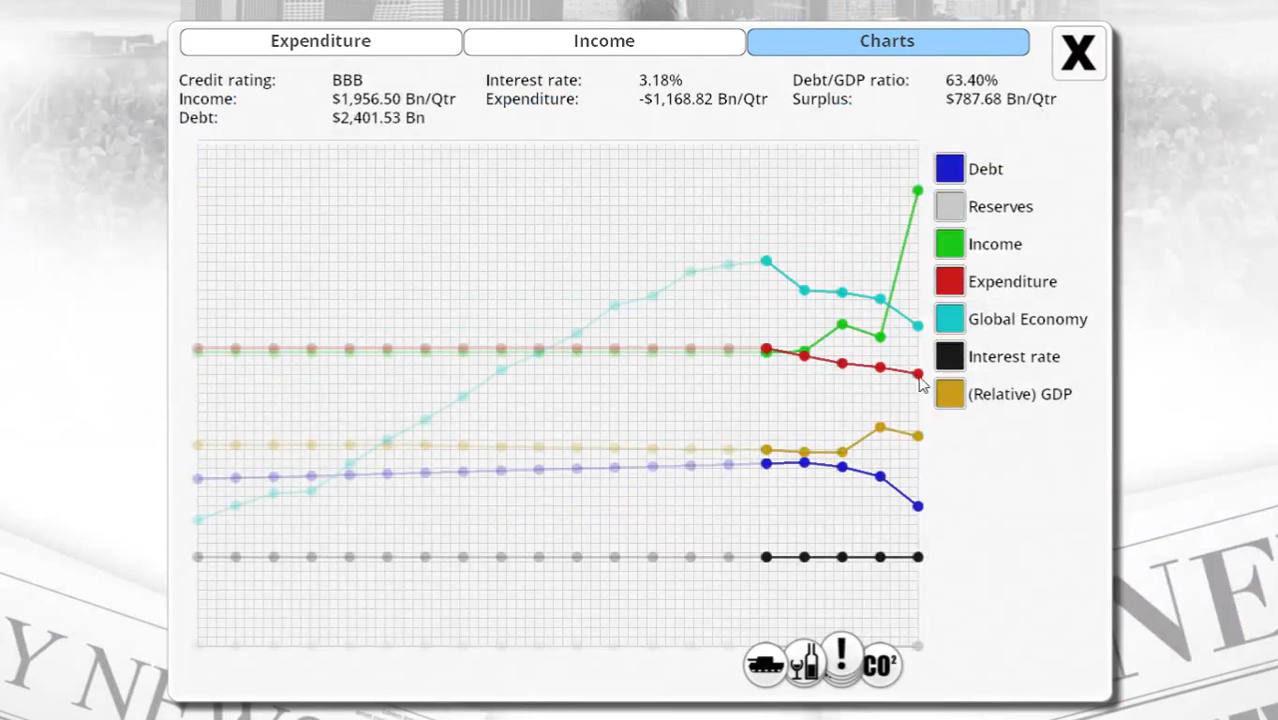 Expenditure
Income
Charts
X
Credit rating: BBB Interest rate: 3.18% Debt/GDP ratio: 63.40%
Income: $1,956.50 Bn/Qtr Expenditure: -$1,168.82 Bn/Qtr Surplus: $787.68 Bn/Qtr
Debt: $2,401.53 Bn
Debt
Reserves
Income
Expenditure
Global Economy
Interest rate
(Relative) GDP
! CO²
Y NEWS
NE